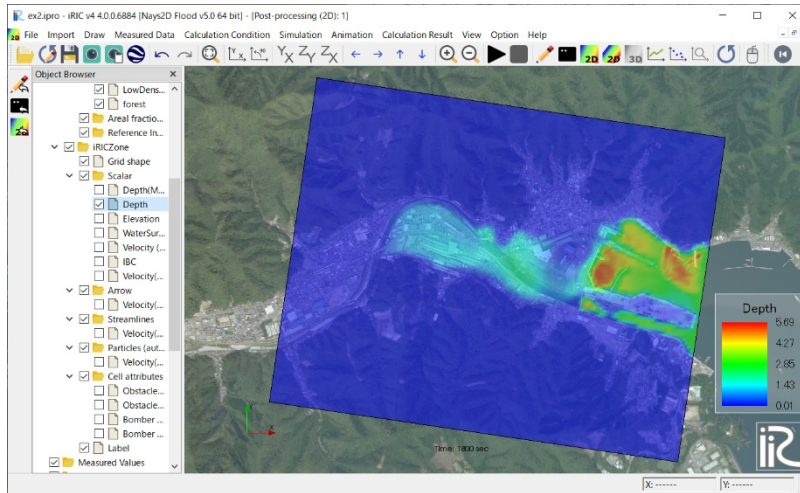 ex2.ipro - iRIC v4 4.0.0.6884 [Nays2D Flood v5.0 64 bit] - [Post-processing (2D): 1]
File Import Draw Measured Data Calculation Condition Simulation Animation Calculation Result View Option Help
Object Browser
LowDens...
forest
Areal fractio...
Reference In...
iRICZone
Grid shape
Scalar
Depth(M...
Depth
Elevation
WaterSur...
Velocity (...
IBC
Velocity(...
Arrow
Velocity(...
Streamlines
Velocity(...
Particles (aut...
Velocity(...
Cell attributes
Obstacle...
Obstacle...
Bomber ...
Bomber ...
Label
Measured Values
Depth
5.69
4.27
2.85
1.43
0.01
Time: 1800 sec
iRIC
X: ------
Y: ------